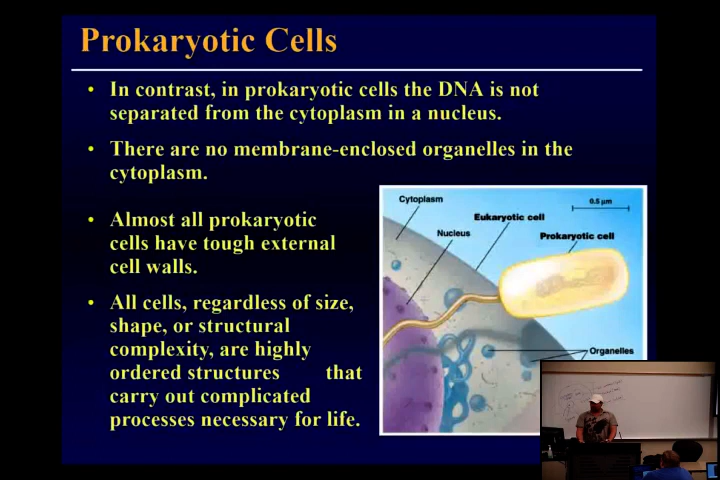 Prokaryotic Cells
• In contrast, in prokaryotic cells the DNA is not
separated from the cytoplasm in a nucleus.
• There are no membrane-enclosed organelles in the
cytoplasm.
• Almost all prokaryotic
cells have tough external
cell walls.
• All cells, regardless of size,
shape, or structural
complexity, are highly
ordered structures that
carry out complicated
processes necessary for life.
Cytoplasm
0.5 µm
Eukaryotic cell
Nucleus
Prokaryotic cell
Organelles